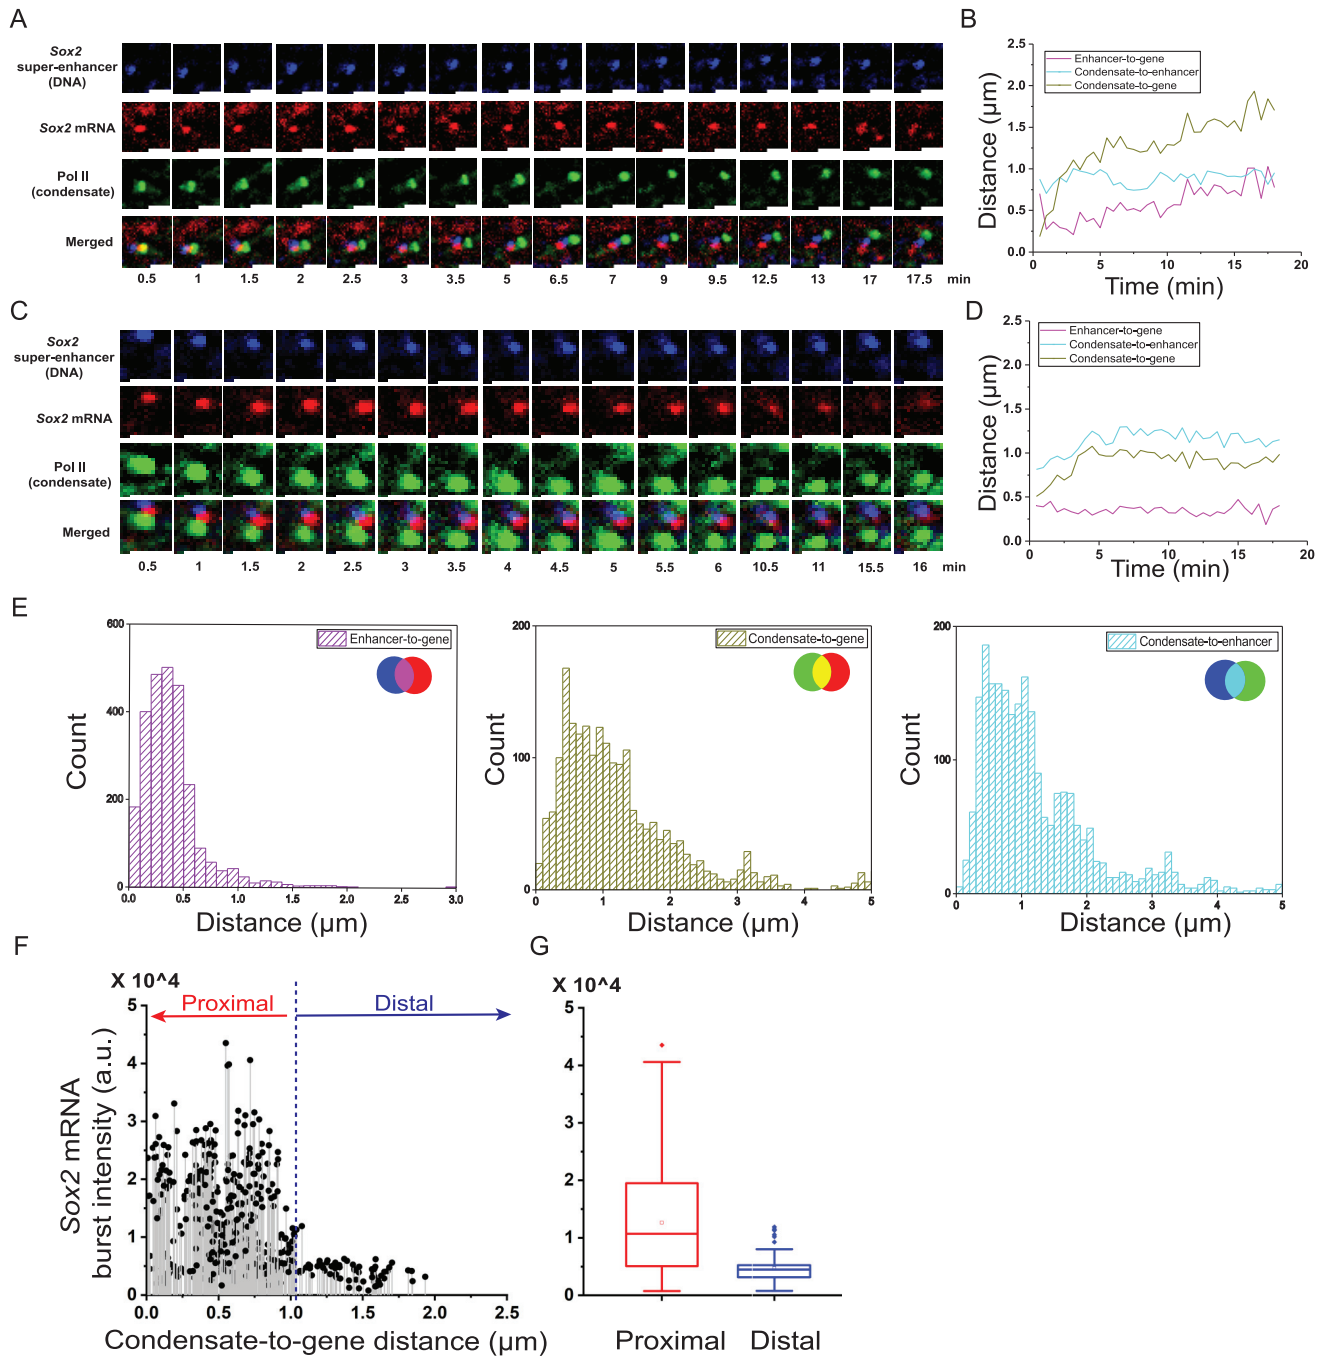 A
Sox2
super-enhancer
(DNA)
Sox2 mRNA
Pol II
(condensate)
Merged
0.5 1 1.5 2 2.5 3 3.5 5 6.5 7 9 9.5 12.5 13 17 17.5 min
B
Distance (µm)
2.5
2.0
1.5
1.0
0.5
0.0
Enhancer-to-gene
Condensate-to-enhancer
Condensate-to-gene
0 5 10 15 20
Time (min)
C
Sox2
super-enhancer
(DNA)
Sox2 mRNA
Pol II
(condensate)
Merged
0.5 1 1.5 2 2.5 3 3.5 4 4.5 5 5.5 6 10.5 11 15.5 16 min
D
Distance (µm)
2.5
2.0
1.5
1.0
0.5
0.0
Enhancer-to-gene
Condensate-to-enhancer
Condensate-to-gene
0 5 10 15 20
Time (min)
E
Count
600
400
200
0
Enhancer-to-gene
0.0 0.5 1.0 1.5 2.0 2.5 3.0
Distance (µm)
Count
200
100
0
Condensate-to-gene
0 1 2 3 4 5
Distance (µm)
Count
200
100
0
Condensate-to-enhancer
0 1 2 3 4 5
Distance (µm)
F
X 10^4
Sox2 mRNA
burst intensity (a.u.)
5
4
3
2
1
0
Proximal
Distal
0.0 0.5 1.0 1.5 2.0 2.5
Condensate-to-gene distance (µm)
G
X 10^4
5
4
3
2
1
0
Proximal Distal